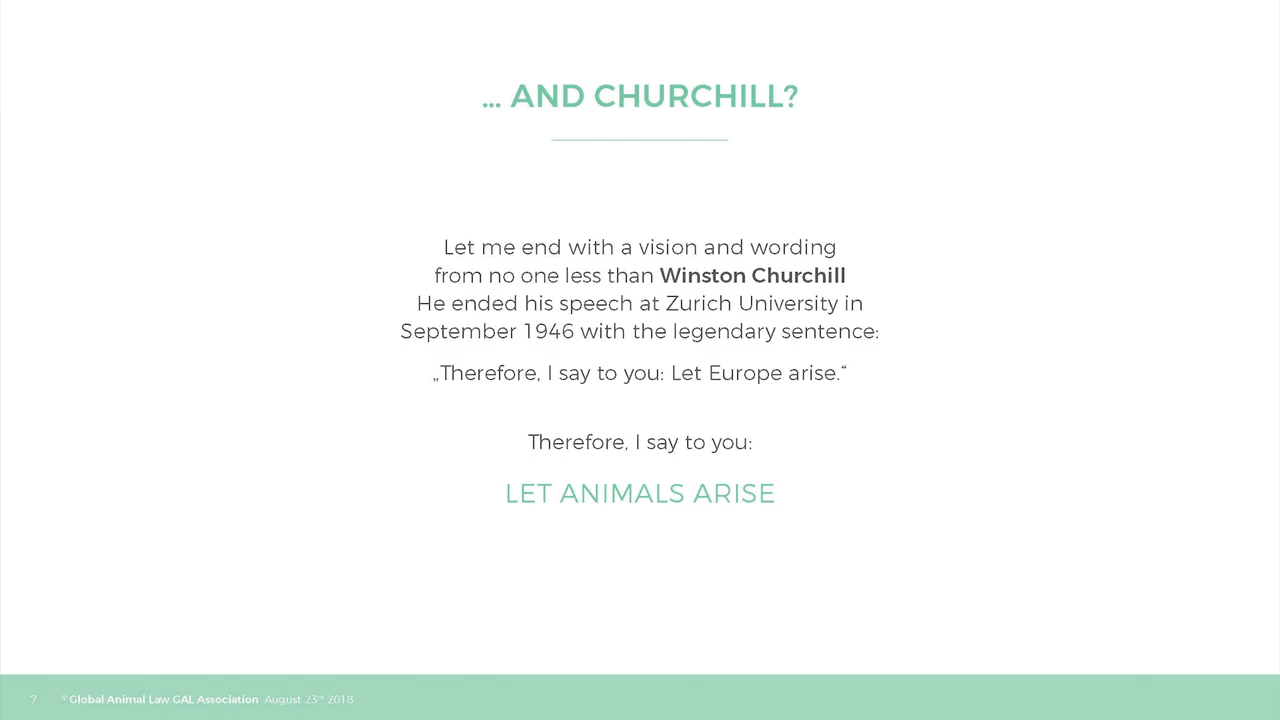 ... AND CHURCHILL?
Let me end with a vision and wording
from no one less than Winston Churchill
He ended his speech at Zurich University in
September 1946 with the legendary sentence:
„Therefore, I say to you: Let Europe arise.“
Therefore, I say to you:
LET ANIMALS ARISE
7 © Global Animal Law GAL Association August 23rd 2018